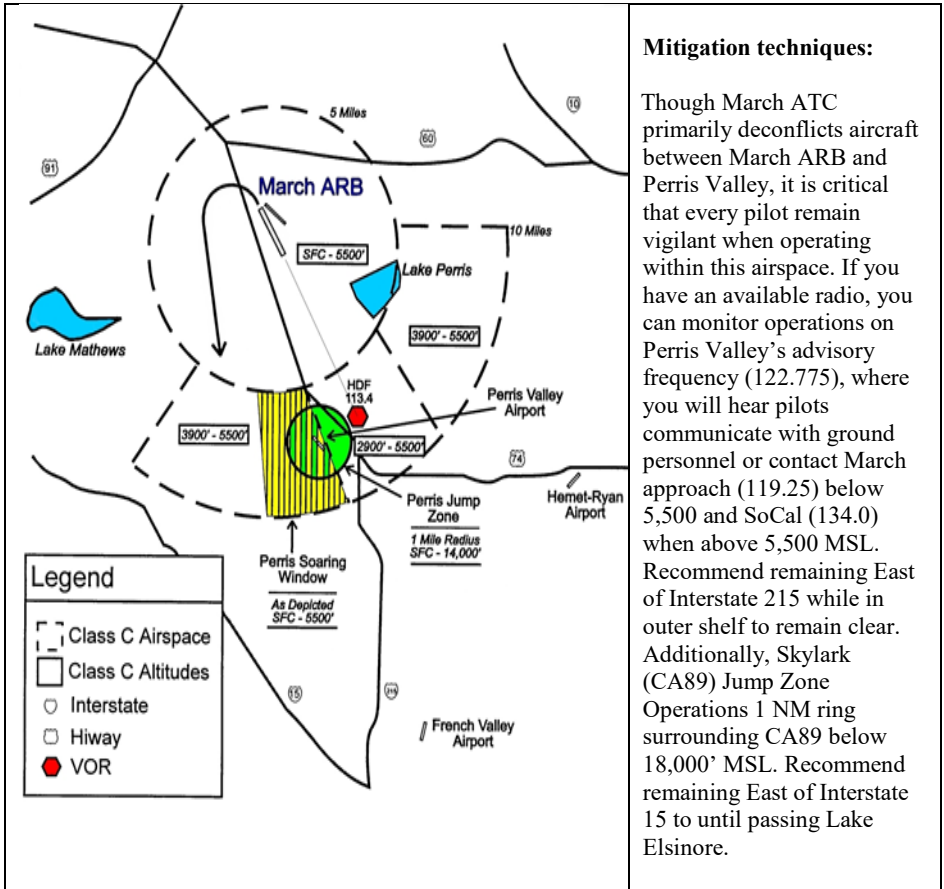 5 Miles
10
60
91
March ARB
10 Miles
SFC - 5500'
Lake Perris
3900' - 5500'
Lake Mathews
HDF
113.4
Perris Valley
Airport
3900' - 5500'
2900' - 5500'
74
Hemet-Ryan
Airport
Perris Jump
Zone
1 Mile Radius
SFC - 14,000'
Perris Soaring
Window
As Depicted
SFC - 5500'
15
215
French Valley
Airport
Legend
Class C Airspace
Class C Altitudes
Interstate
Hiway
VOR
Mitigation techniques:
Though March ATC
primarily deconflicts aircraft
between March ARB and
Perris Valley, it is critical
that every pilot remain
vigilant when operating
within this airspace. If you
have an available radio, you
can monitor operations on
Perris Valley’s advisory
frequency (122.775), where
you will hear pilots
communicate with ground
personnel or contact March
approach (119.25) below
5,500 and SoCal (134.0)
when above 5,500 MSL.
Recommend remaining East
of Interstate 215 while in
outer shelf to remain clear.
Additionally, Skylark
(CA89) Jump Zone
Operations 1 NM ring
surrounding CA89 below
18,000’ MSL. Recommend
remaining East of Interstate
15 to until passing Lake
Elsinore.